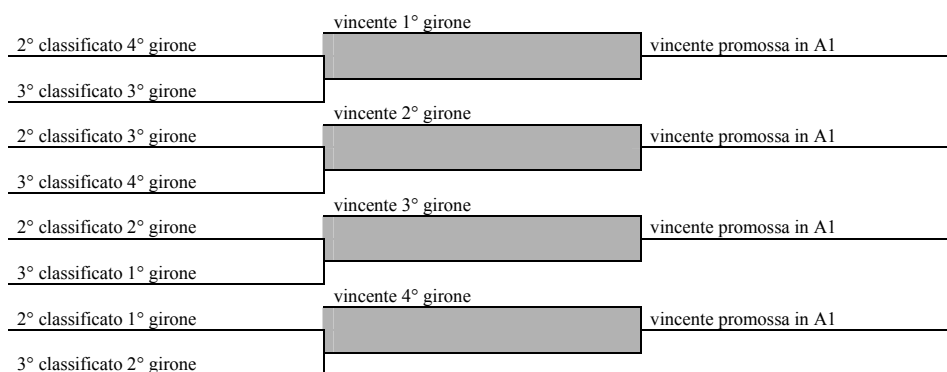 vincente 1° girone
2° classificato 4° girone
vincente promossa in A1
3° classificato 3° girone
vincente 2° girone
2° classificato 3° girone
vincente promossa in A1
3° classificato 4° girone
vincente 3° girone
2° classificato 2° girone
vincente promossa in A1
3° classificato 1° girone
vincente 4° girone
2° classificato 1° girone
vincente promossa in A1
3° classificato 2° girone